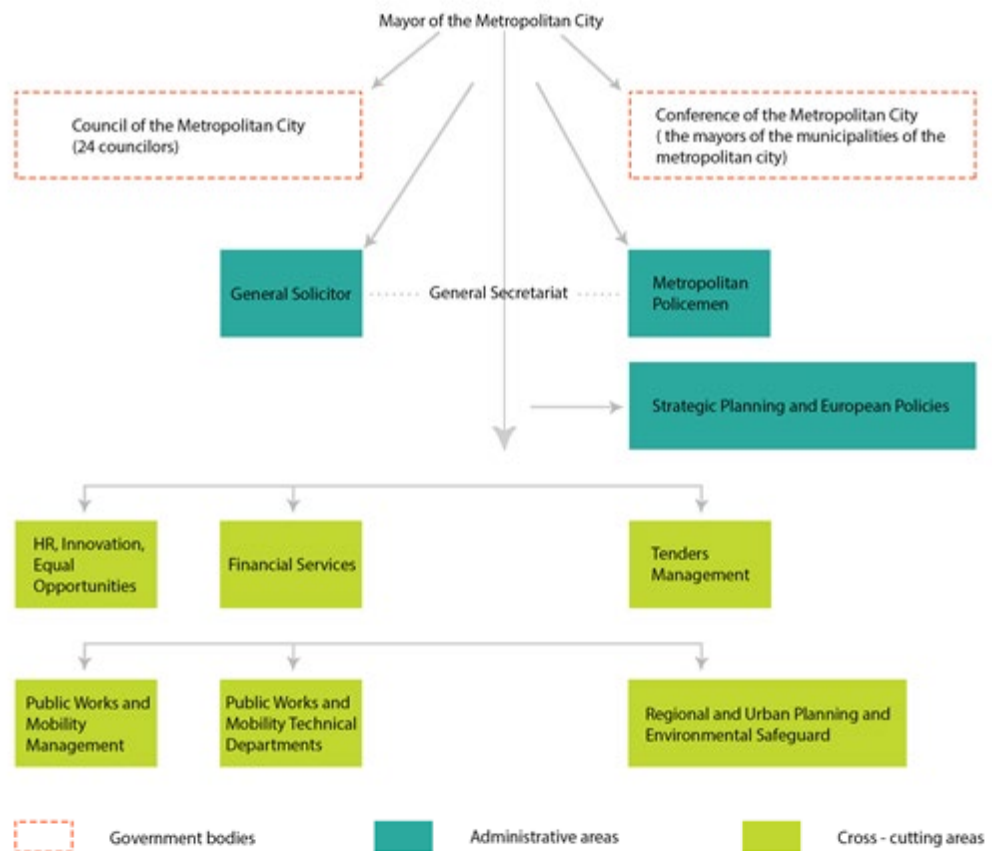 Mayor of the Metropolitan City
Council of the Metropolitan City
(24 councilors)
Conference of the Metropolitan City
( the mayors of the municipalities of the
metropolitan city)
General Solicitor
General Secretariat
Metropolitan
Policemen
Strategic Planning and European Policies
HR, Innovation,
Equal
Opportunities
Financial Services
Tenders
Management
Public Works and
Mobility
Management
Public Works and
Mobility Technical
Departments
Regional and Urban Planning and
Environmental Safeguard
Government bodies
Administrative areas
Cross - cutting areas